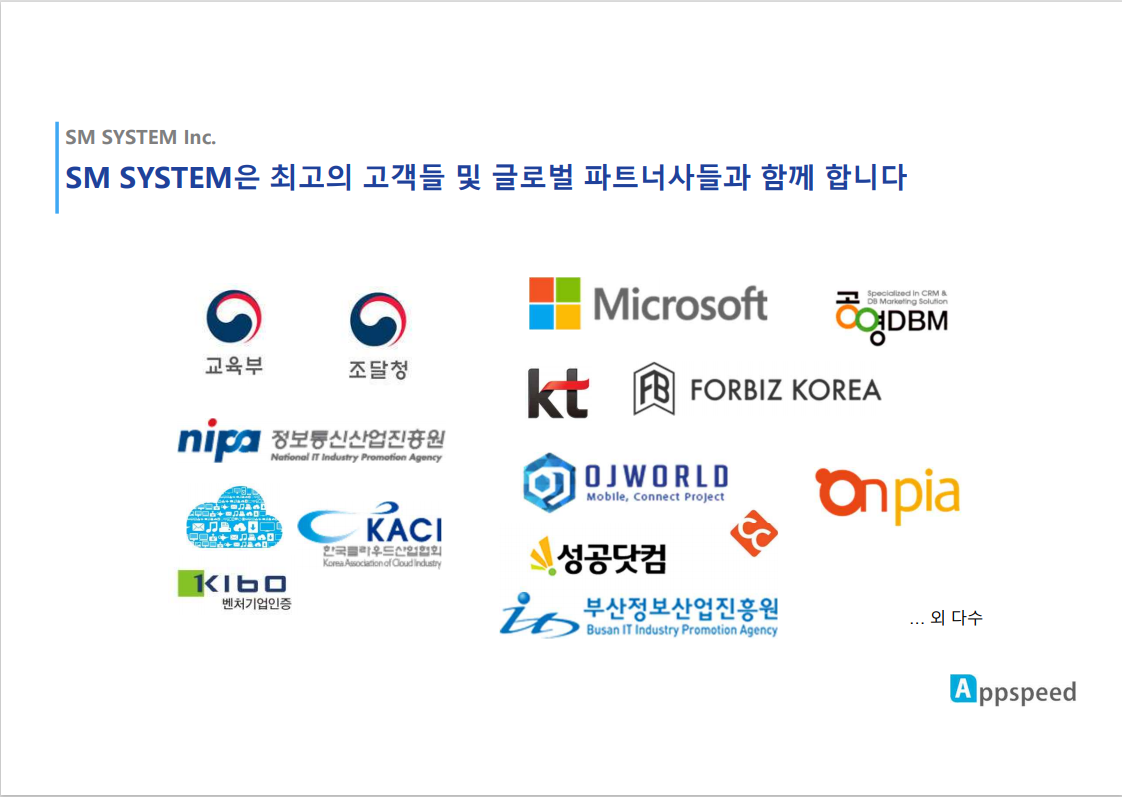 SM SYSTEM Inc.
SM SYSTEM은 최고의 고객들 및 글로벌 파트너사들과 함께 합니다
교육부
조달청
nipa 정보통신산업진흥원
National IT Industry Promotion Agency
KACI
한국클라우드산업협회
Korea Association of Cloud Industry
KIBO
벤처기업인증
Microsoft
Specialized in CRM &
DB Marketing Solution
공영DBM
kt
FB FORBIZ KOREA
OJWORLD
Mobile, Connect Project
Onpia
CC
성공닷컴
부산정보산업진흥원
Busan IT Industry Promotion Agency
... 외 다수
Appspeed